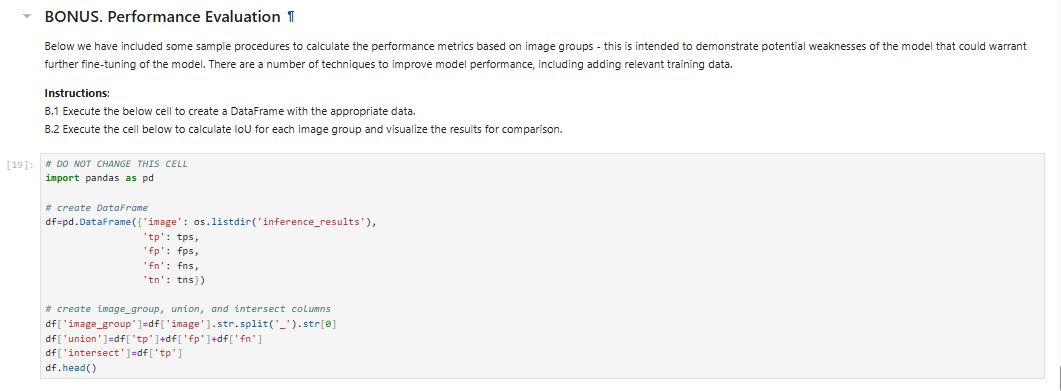 BONUS. Performance Evaluation ¶
Below we have included some sample procedures to calculate the performance metrics based on image groups - this is intended to demonstrate potential weaknesses of the model that could warrant
further fine-tuning of the model. There are a number of techniques to improve model performance, including adding relevant training data.
Instructions:
B.1 Execute the below cell to create a DataFrame with the appropriate data.
B.2 Execute the cell below to calculate IoU for each image group and visualize the results for comparison.
[19]:
# DO NOT CHANGE THIS CELL
import pandas as pd
# create DataFrame
df=pd.DataFrame({'image': os.listdir('inference_results'),
'tp': tps,
'fp': fps,
'fn': fns,
'tn': tns})
# create image_group, union, and intersect columns
df['image_group']=df['image'].str.split('_').str[0]
df['union']=df['tp']+df['fp']+df['fn']
df['intersect']=df['tp']
df.head()